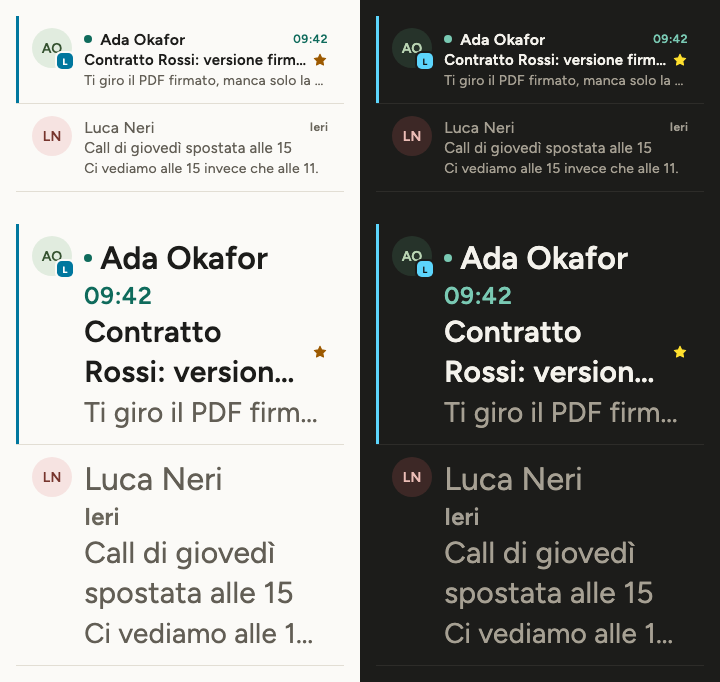 AO
L
Ada Okafor
09:42
Contratto Rossi: versione firm...
Ti giro il PDF firmato, manca solo la ...
LN
Luca Neri
Ieri
Call di giovedì spostata alle 15
Ci vediamo alle 15 invece che alle 11.
AO
L
Ada Okafor
09:42
Contratto
Rossi: version...
Ti giro il PDF firm...
LN
Luca Neri
Ieri
Call di giovedì
spostata alle 15
Ci vediamo alle 1...
AO
L
Ada Okafor
09:42
Contratto Rossi: versione firm...
Ti giro il PDF firmato, manca solo la ...
LN
Luca Neri
Ieri
Call di giovedì spostata alle 15
Ci vediamo alle 15 invece che alle 11.
AO
L
Ada Okafor
09:42
Contratto
Rossi: version...
Ti giro il PDF firm...
LN
Luca Neri
Ieri
Call di giovedì
spostata alle 15
Ci vediamo alle 1...